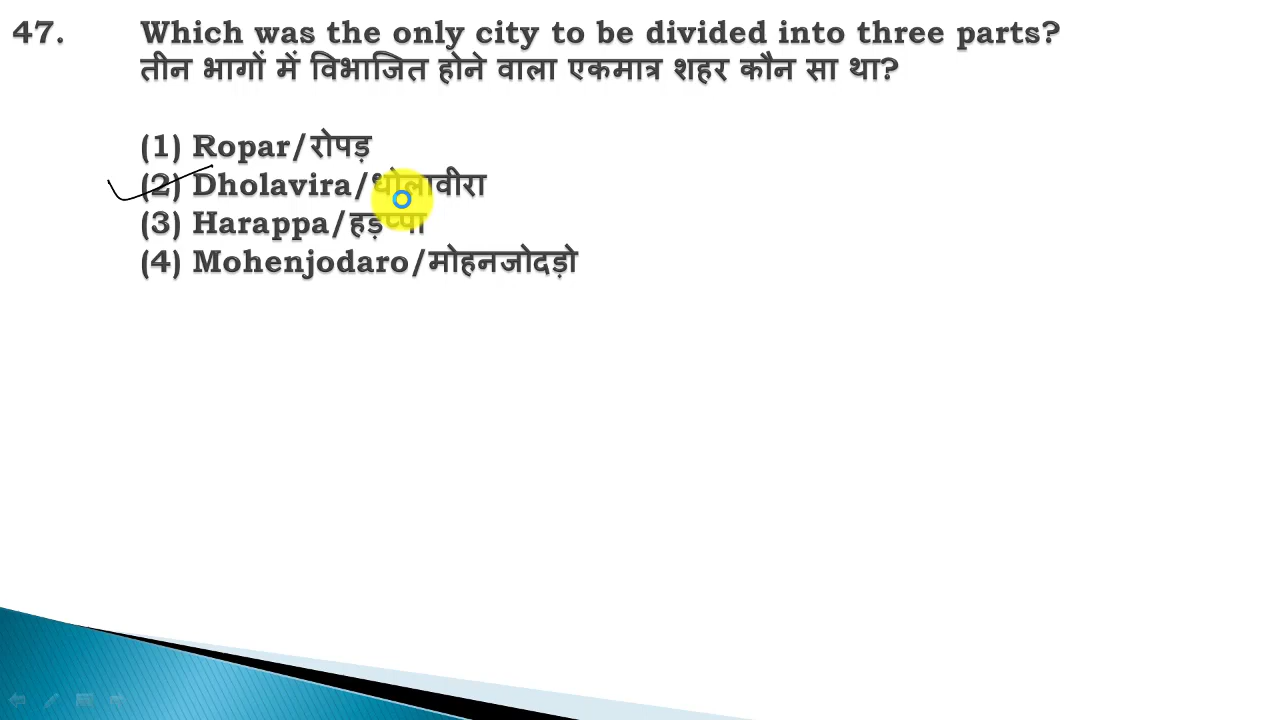 47. Which was the only city to be divided into three parts?
तीन भागों में विभाजित होने वाला एकमात्र शहर कौन सा था?
(1) Ropar/रोपड़
(2) Dholavira/धोलावीरा
(3) Harappa/हड़प्पा
(4) Mohenjodaro/मोहनजोदड़ो